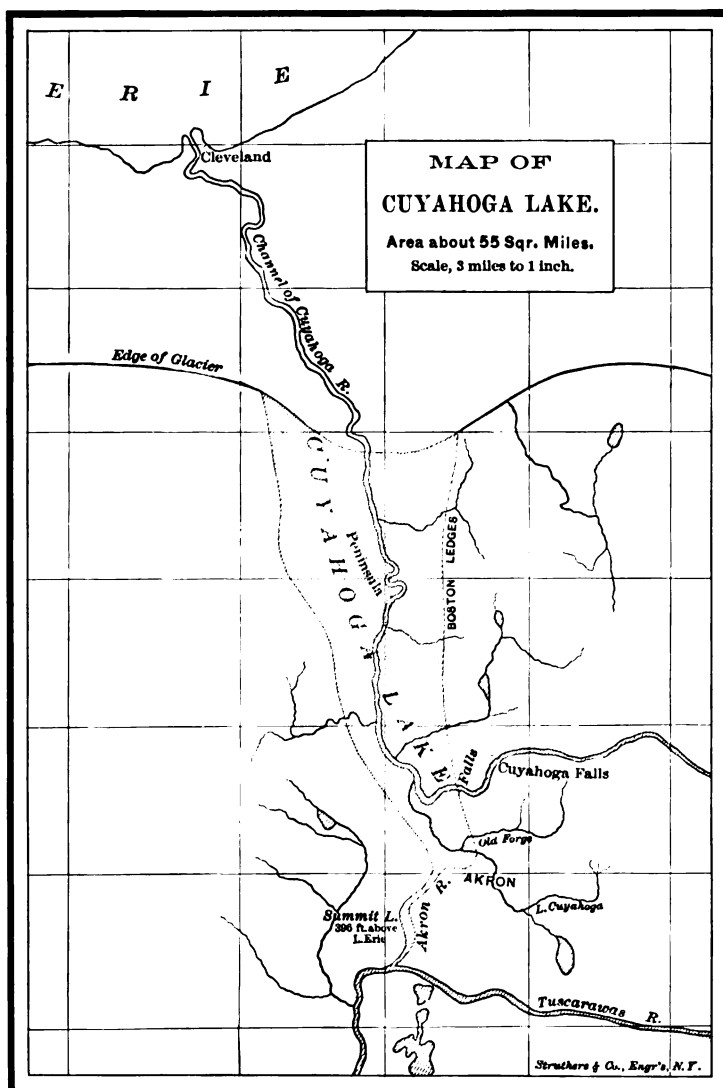 ERIE
Cleveland
MAP OF
CUYAHOGA LAKE.
Area about 55 Sqr. Miles.
Scale, 3 miles to 1 inch.
Channel of Cuyahoga R.
Edge of Glacier
CUYAHOGA LAKE
Peninsula
BOSTON LEDGES
Falls
Cuyahoga Falls
Old Forge
AKRON
L. Cuyahoga
Akron R.
Summit L.
396 ft. above
L. Erie
Tuscarawas R.
Struthers & Co., Engr's, N.Y.